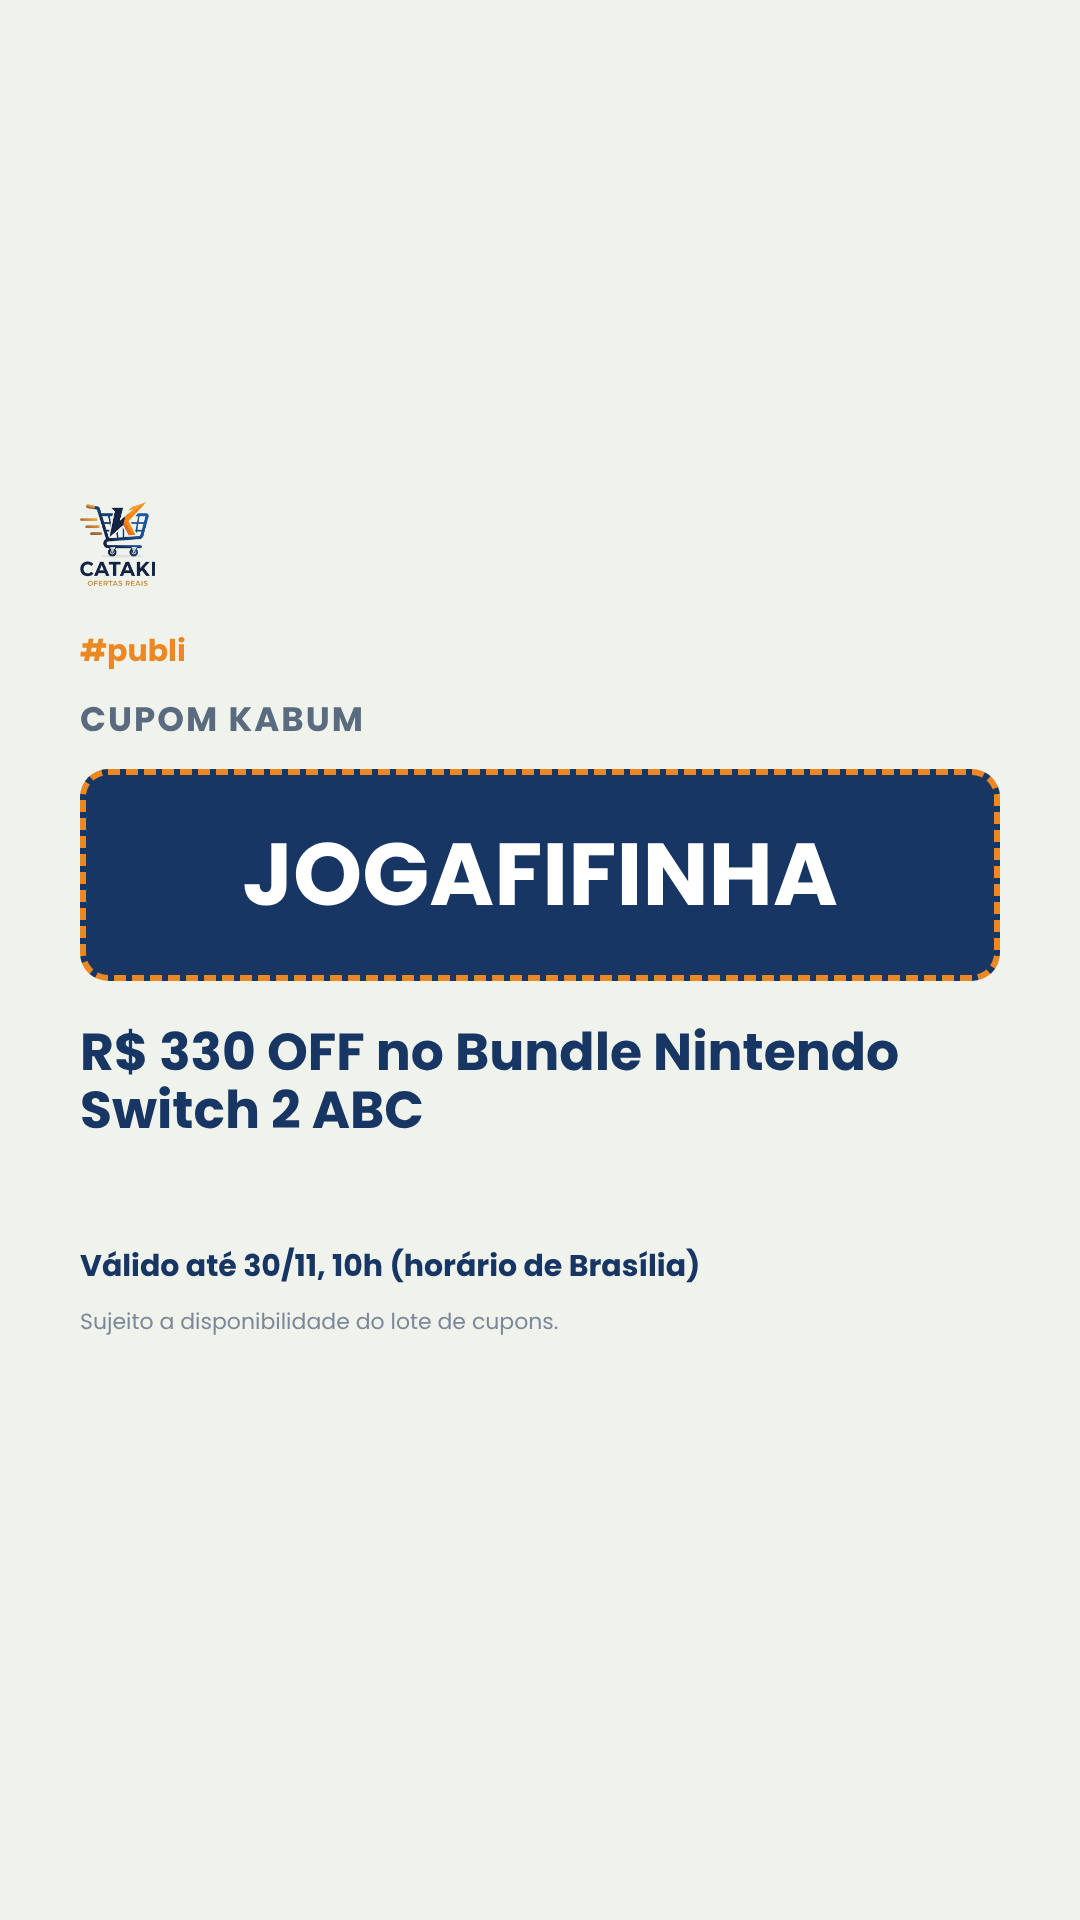 CATAKI
OFERTAS REAIS
#publi
CUPOM KABUM
JOGAFIFINHA
R$ 330 OFF no Bundle Nintendo
Switch 2 ABC
Válido até 30/11, 10h (horário de Brasília)
Sujeito a disponibilidade do lote de cupons.